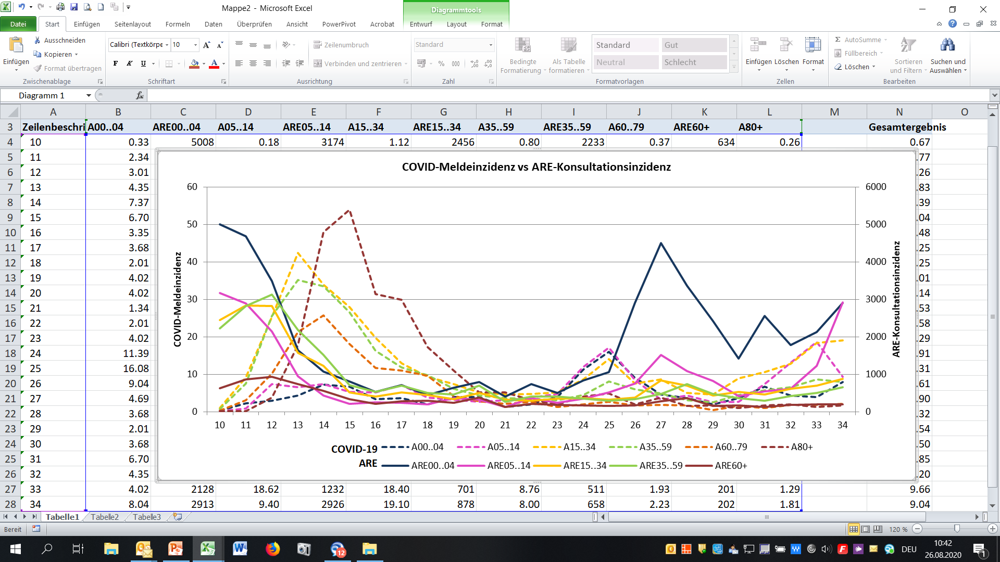 Mappe2 - Microsoft Excel
Diagrammtools
Datei Start Einfügen Seitenlayout Formeln Daten Überprüfen Ansicht PowerPivot Acrobat Entwurf Layout Format
Einfügen
Ausschneiden
Kopieren
Format übertragen
Zwischenablage
Calibri (Textkörpe 10
F K U
Schriftart
Zeilenumbruch
Verbinden und zentrieren
Ausrichtung
Standard
% 000
Zahl
Bedingte Formatierung
Als Tabelle formatieren
Standard Gut
Neutral Schlecht
Formatvorlagen
Einfügen Löschen Format
Zellen
AutoSumme
Füllbereich
Löschen
Sortieren und Filtern
Suchen und Auswählen
Bearbeiten
Diagramm 1 fx
A B C D E F G H I J K L M N O
3 Zeilenbeschri A00..04 ARE00..04 A05..14 ARE05..14 A15..34 ARE15..34 A35..59 ARE35..59 A60..79 ARE60+ A80+ Gesamtergebnis
4 10 0.33 5008 0.18 3174 1.12 2456 0.80 2233 0.37 634 0.26 0.67
5 11 2.34 .77
6 12 3.01 .26
7 13 4.35 .83
8 14 7.37 .39
9 15 6.70 .04
10 16 3.35 .48
11 17 3.68 .25
12 18 2.01 .25
13 19 4.02 .01
14 20 4.02 .14
15 21 1.34 .53
16 22 2.01 .58
17 23 4.02 .29
18 24 11.39 .91
19 25 16.08 .31
20 26 9.04 .61
21 27 4.69 .90
22 28 3.68 .32
23 29 2.01 .54
24 30 3.68 .50
25 31 6.70 .85
26 32 4.35 .20
27 33 4.02 2128 18.62 1232 18.40 701 8.76 511 1.93 201 1.29 9.66
28 34 8.04 2913 9.40 2926 19.10 878 8.00 658 2.23 202 1.81 9.04
COVID-Meldeinzidenz vs ARE-Konsultationsinzidenz
COVID-Meldeinzidenz
60
50
40
30
20
10
0
6000
5000
4000
3000
2000
1000
0
ARE-Konsultationsinzidenz
10 11 12 13 14 15 16 17 18 19 20 21 22 23 24 25 26 27 28 29 30 31 32 33 34
COVID-19 A00..04 A05..14 A15..34 A35..59 A60..79 A80+
ARE ARE00..04 ARE05..14 ARE15..34 ARE35..59 ARE60+
Tabelle1 Tabelle2 Tabelle3
Bereit 120 %
12
DEU
10:42
26.08.2020
1